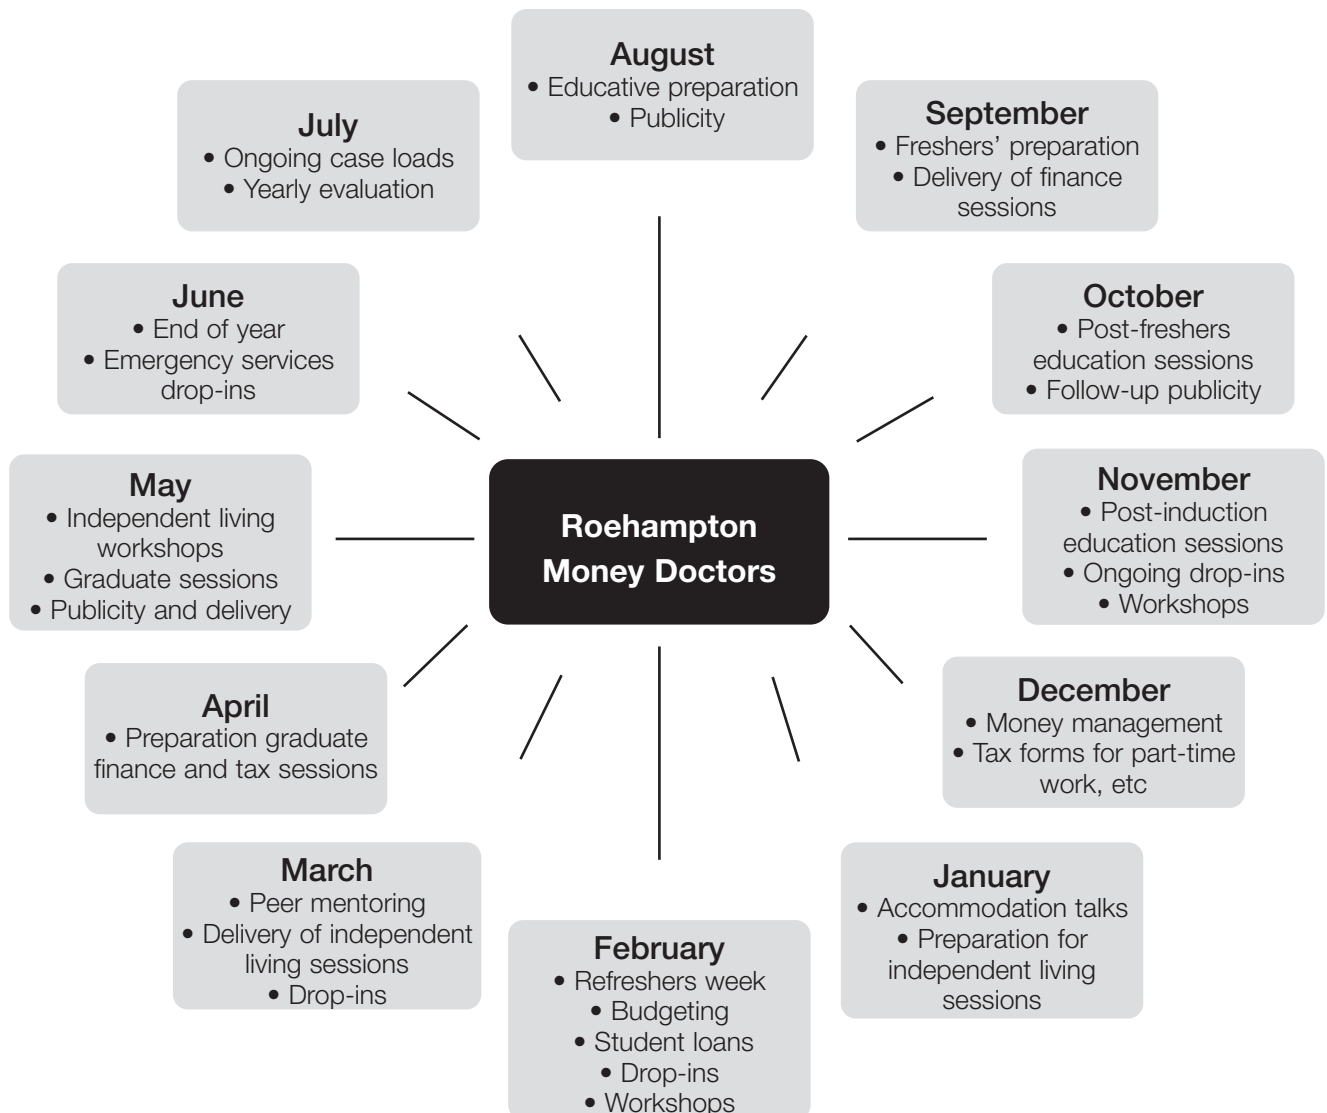 August
• Educative preparation
• Publicity
September
• Freshers’ preparation
• Delivery of finance
sessions
October
• Post-freshers
education sessions
• Follow-up publicity
November
• Post-induction
education sessions
• Ongoing drop-ins
• Workshops
December
• Money management
• Tax forms for part-time
work, etc
January
• Accommodation talks
• Preparation for
independent living
sessions
February
• Refreshers week
• Budgeting
• Student loans
• Drop-ins
• Workshops
March
• Peer mentoring
• Delivery of independent
living sessions
• Drop-ins
April
• Preparation graduate
finance and tax sessions
May
• Independent living
workshops
• Graduate sessions
• Publicity and delivery
June
• End of year
• Emergency services
drop-ins
July
• Ongoing case loads
• Yearly evaluation
Roehampton
Money Doctors